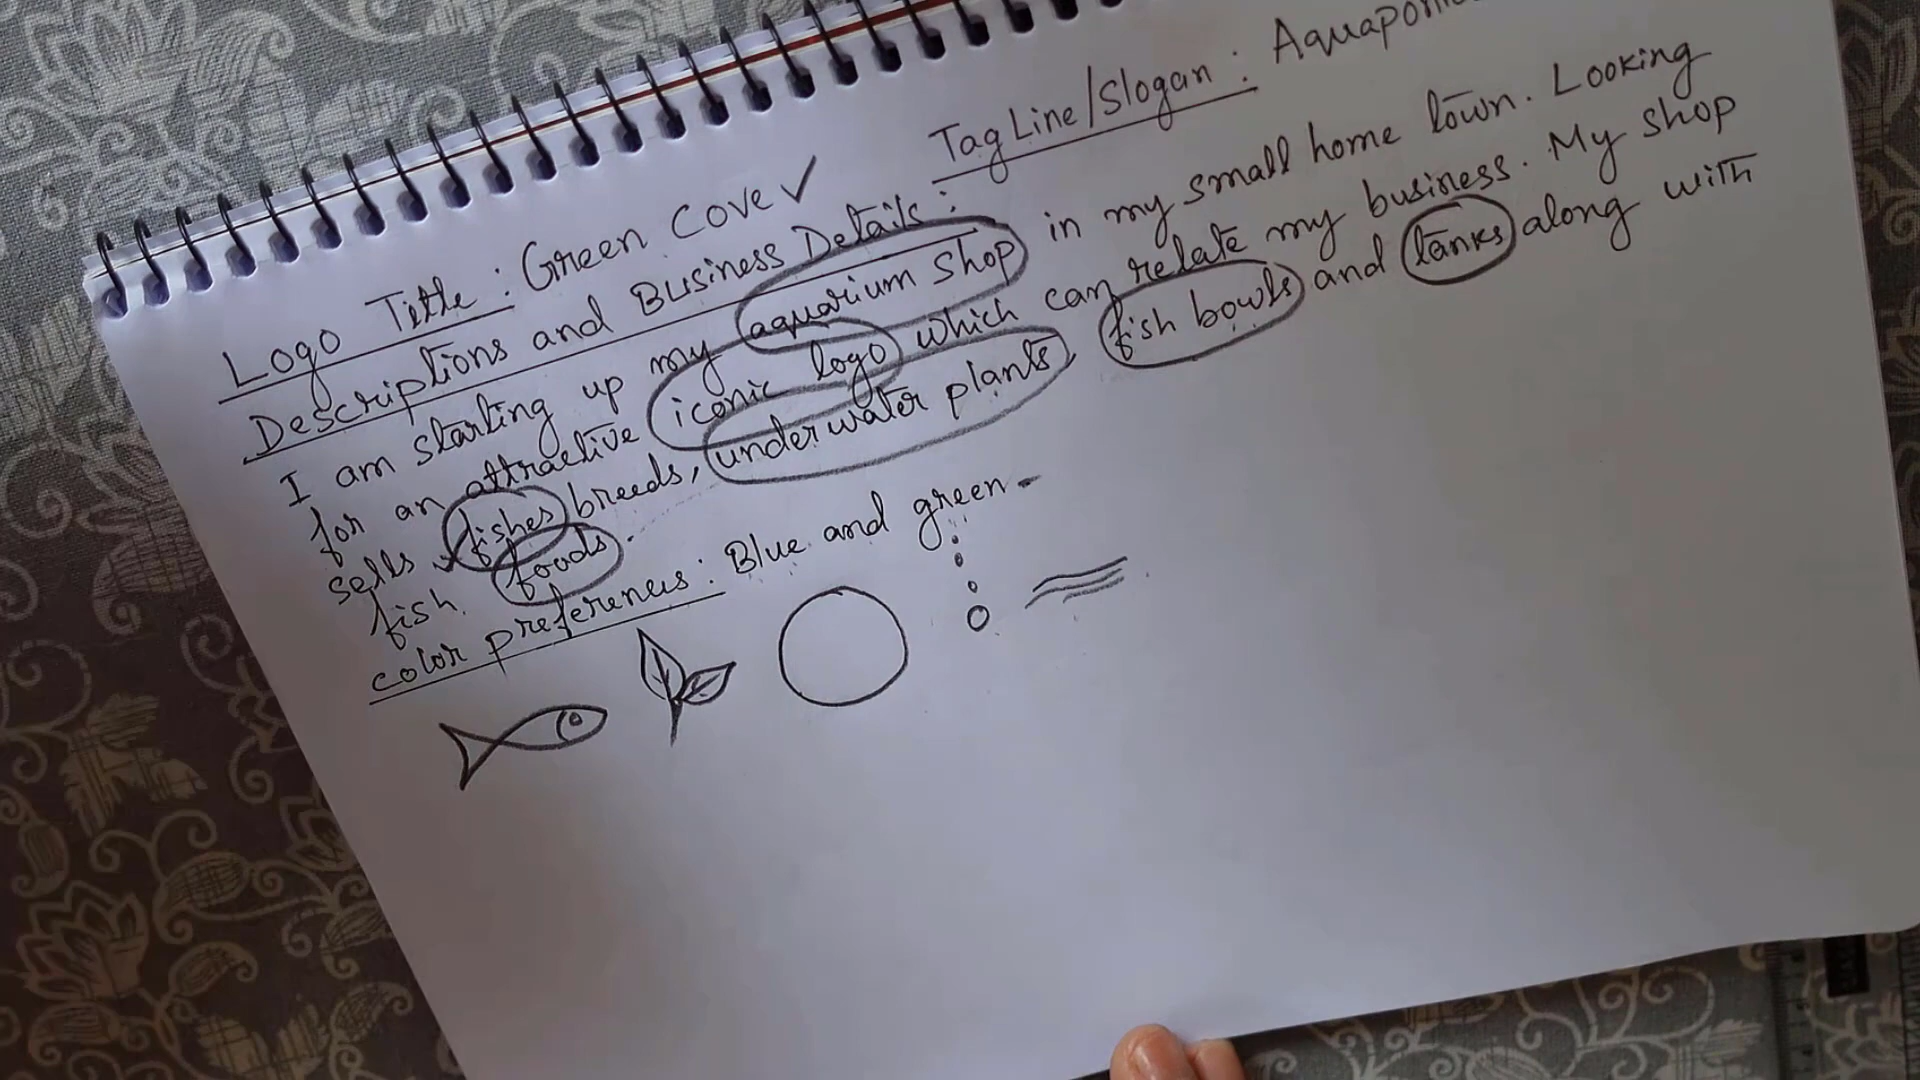 Logo Title : Green Cove ✓ Tag Line/Slogan :
Descriptions and Business Details :
I am starting up my aquarium shop in my small home town. Looking
for an attractive iconic logo which can relate my business. My shop
sells fishes breeds, underwater plants, fish bowls and tanks along with
fish foods.
color preferences : Blue and green